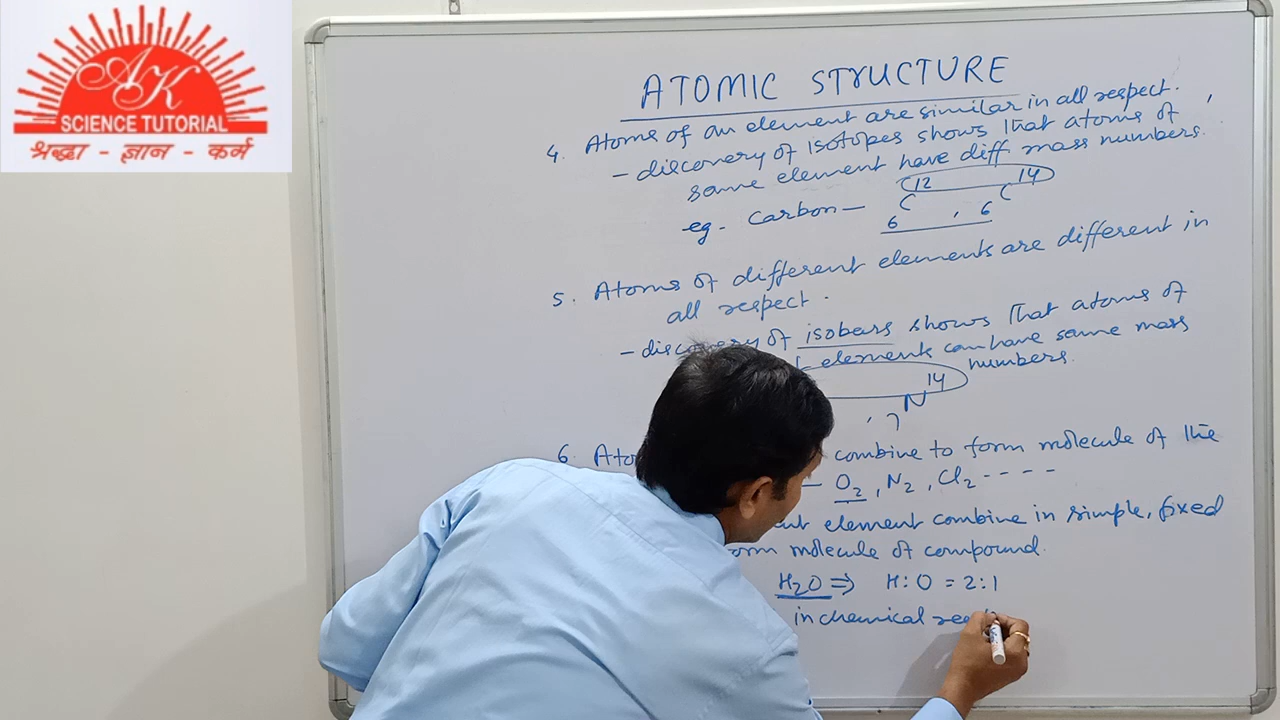 AK
SCIENCE TUTORIAL
श्रद्धा - ज्ञान - कर्म
ATOMIC STRUCTURE
4. Atoms of an element are similar in all respect.
- discovery of isotopes shows that atoms of
same element have diff mass numbers.
eg. Carbon - 12 6 C , 14 6 C
5. Atoms of different elements are different in
all respect.
- discovery of isobars shows that atoms of
elements can have same mass
numbers.
, 14 7 N
6. Ato combine to form molecule of the
- O2, N2, Cl2 ----
element combine in simple, fixed
molecule of compound.
H2O ⇒ H:O = 2:1
in chemical